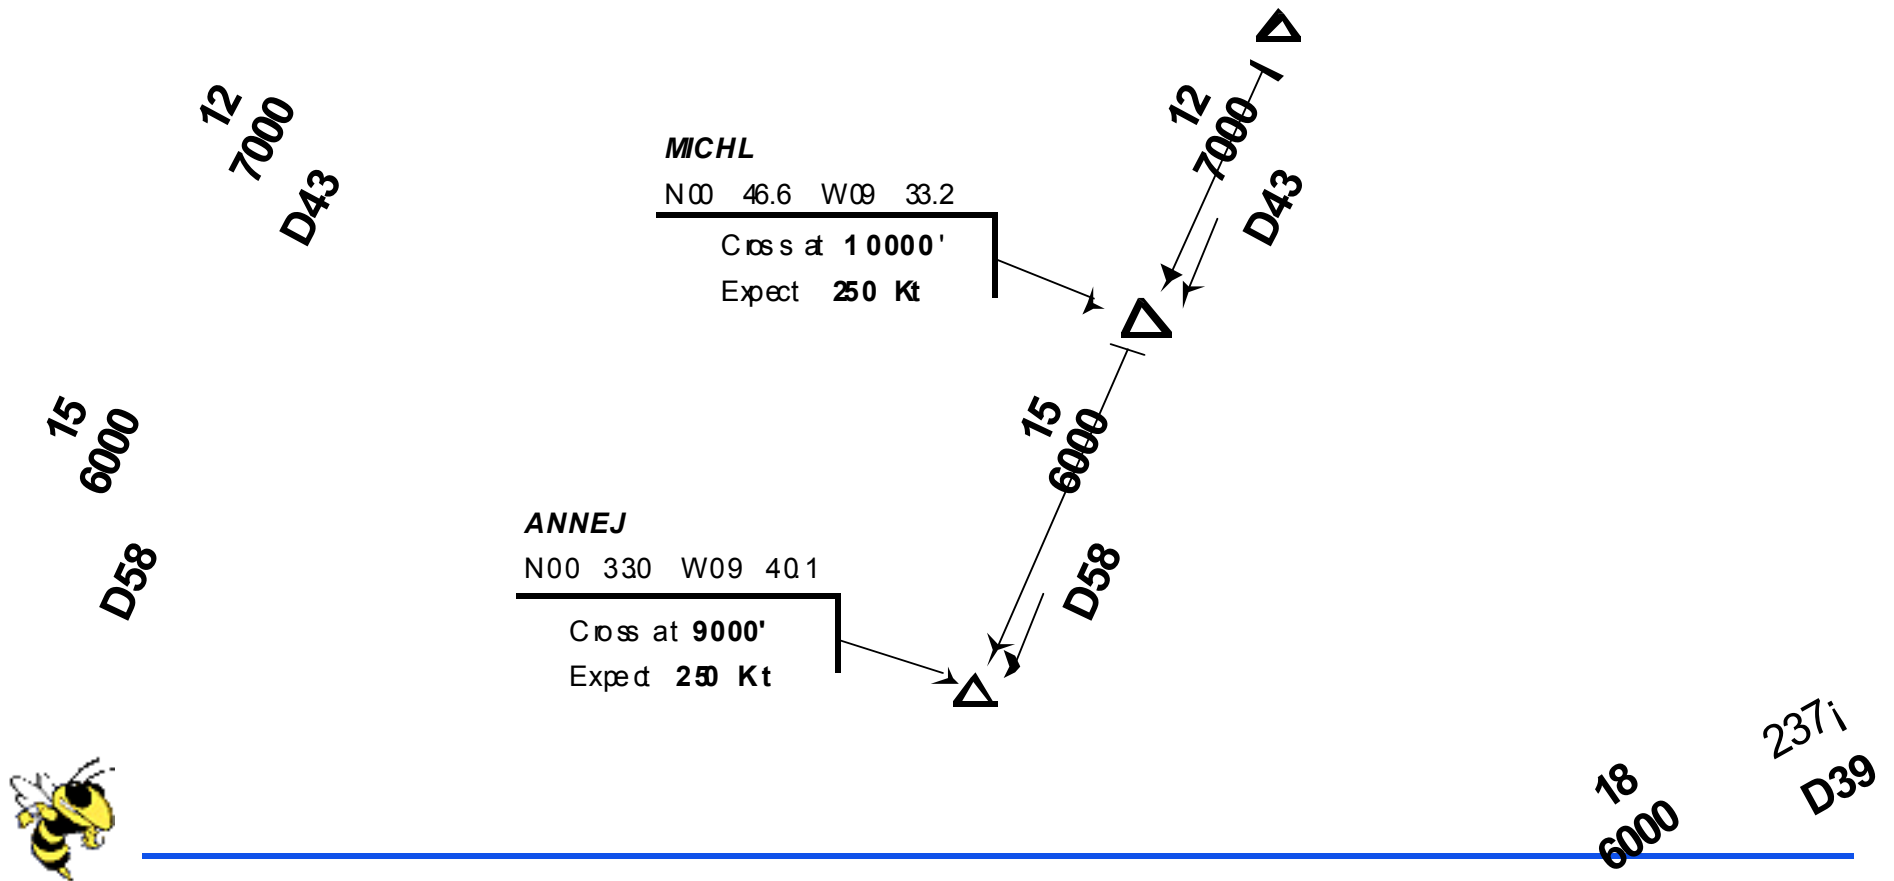 12
7000
D43
12
7000
D43
MICHL
N00 46.6 W09 33.2
Cross at 10000'
Expect 250 Kt
15
6000
D58
15
6000
D58
ANNEJ
N00 33.0 W09 40.1
Cross at 9000'
Expect 250 Kt
237¡
D39
18
6000